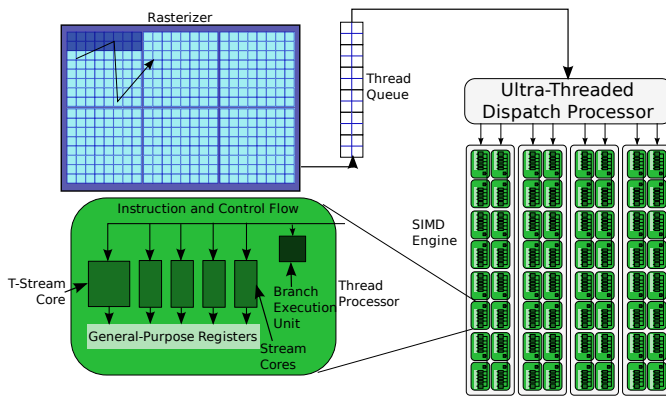 Rasterizer
Thread
Queue
Ultra-Threaded
Dispatch Processor
Instruction and Control Flow
SIMD
Engine
T-Stream
Core
Thread
Processor
Branch
Execution
Unit
General-Purpose Registers
Stream
Cores